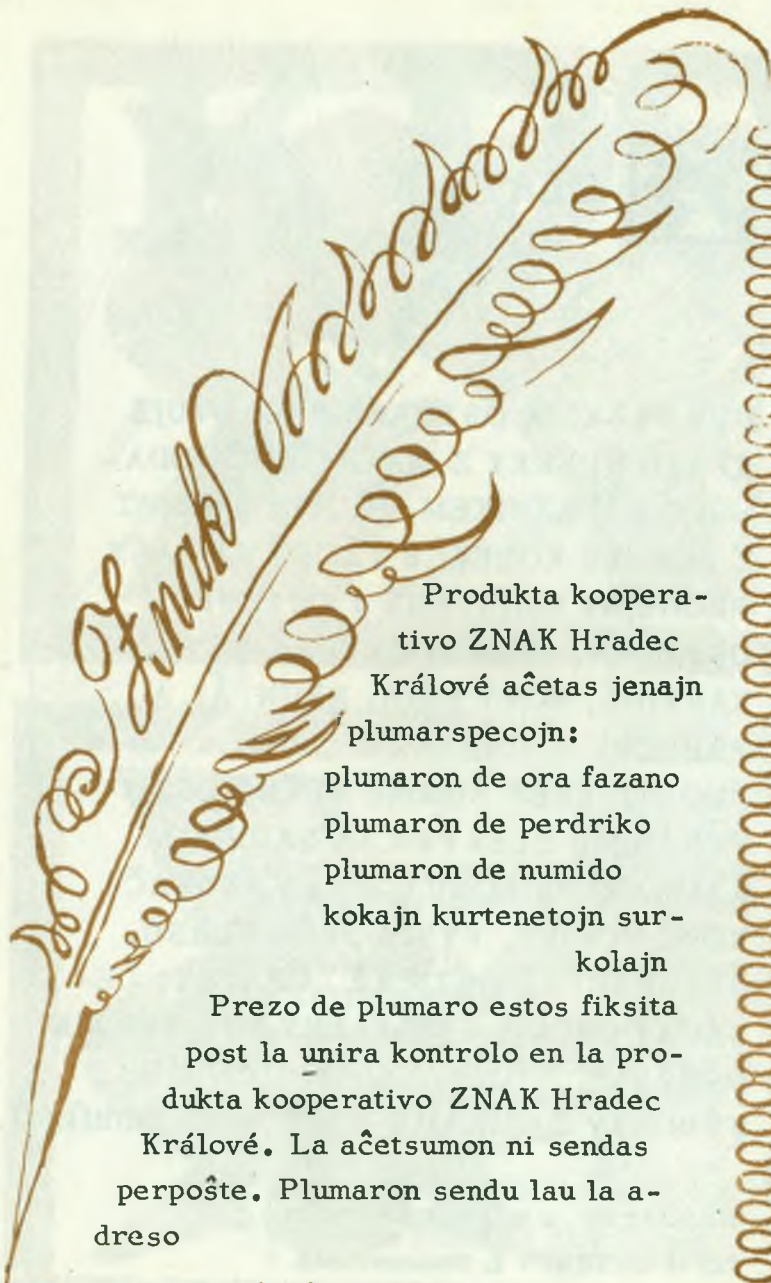 Znak
Produkta koopera-
tivo ZNAK Hradec
Králové aĉetas jenajn
plumarspecojn:
plumaron de ora fazano
plumaron de perdriko
plumaron de numido
kokajn kurtenetojn sur-
kolajn
Prezo de plumaro estos fiksita
post la unira kontrolo en la pro-
dukta kooperativo ZNAK Hradec
Králové. La aĉetsumon ni sendas
perpoŝte. Plumaron sendu lau la a-
dreso